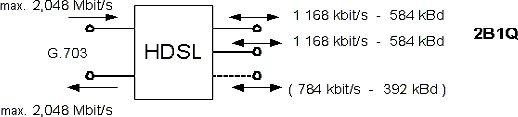 max. 2,048 Mbit/s
1 168 kbit/s - 584 kBd
2B1Q
1 168 kbit/s - 584 kBd
G.703
HDSL
( 784 kbit/s - 392 kBd )
max. 2,048 Mbit/s